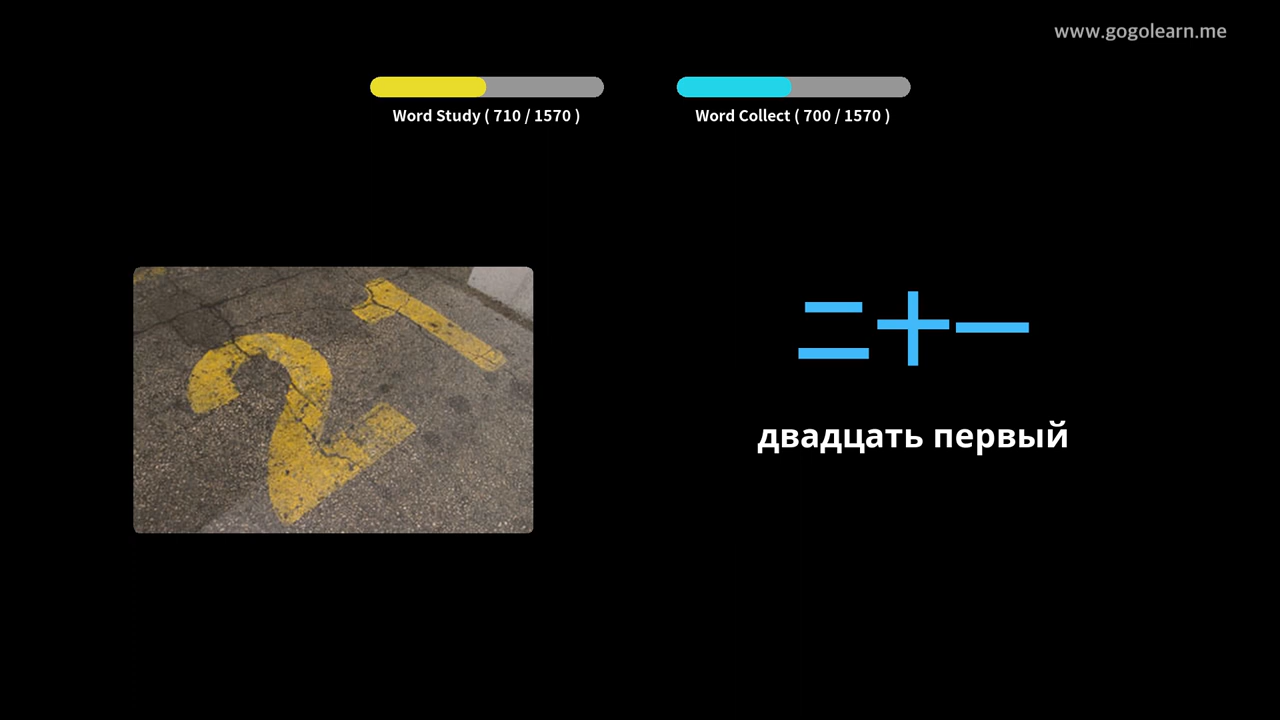 www.gogolearn.me
Word Study ( 710 / 1570 )
Word Collect ( 700 / 1570 )
21
二十一
двадцать первый